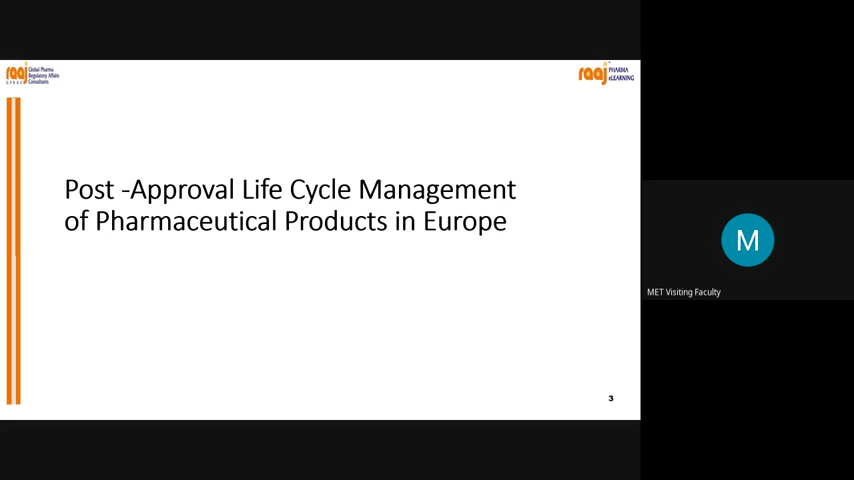 raaj
Global Pharma
Regulatory Affairs
Consultants
raaj PHARMA
eLEARNING
Post -Approval Life Cycle Management
of Pharmaceutical Products in Europe
M
MET Visiting Faculty
3